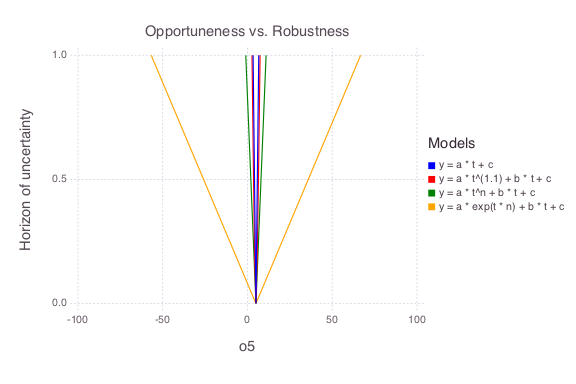 Opportuneness vs. Robustness
1.0
0.5
0.0
Horizon of uncertainty
-100
-50
0
50
100
o5
Models
y = a * t + c
y = a * t^(1.1) + b * t + c
y = a * t^n + b * t + c
y = a * exp(t * n) + b * t + c